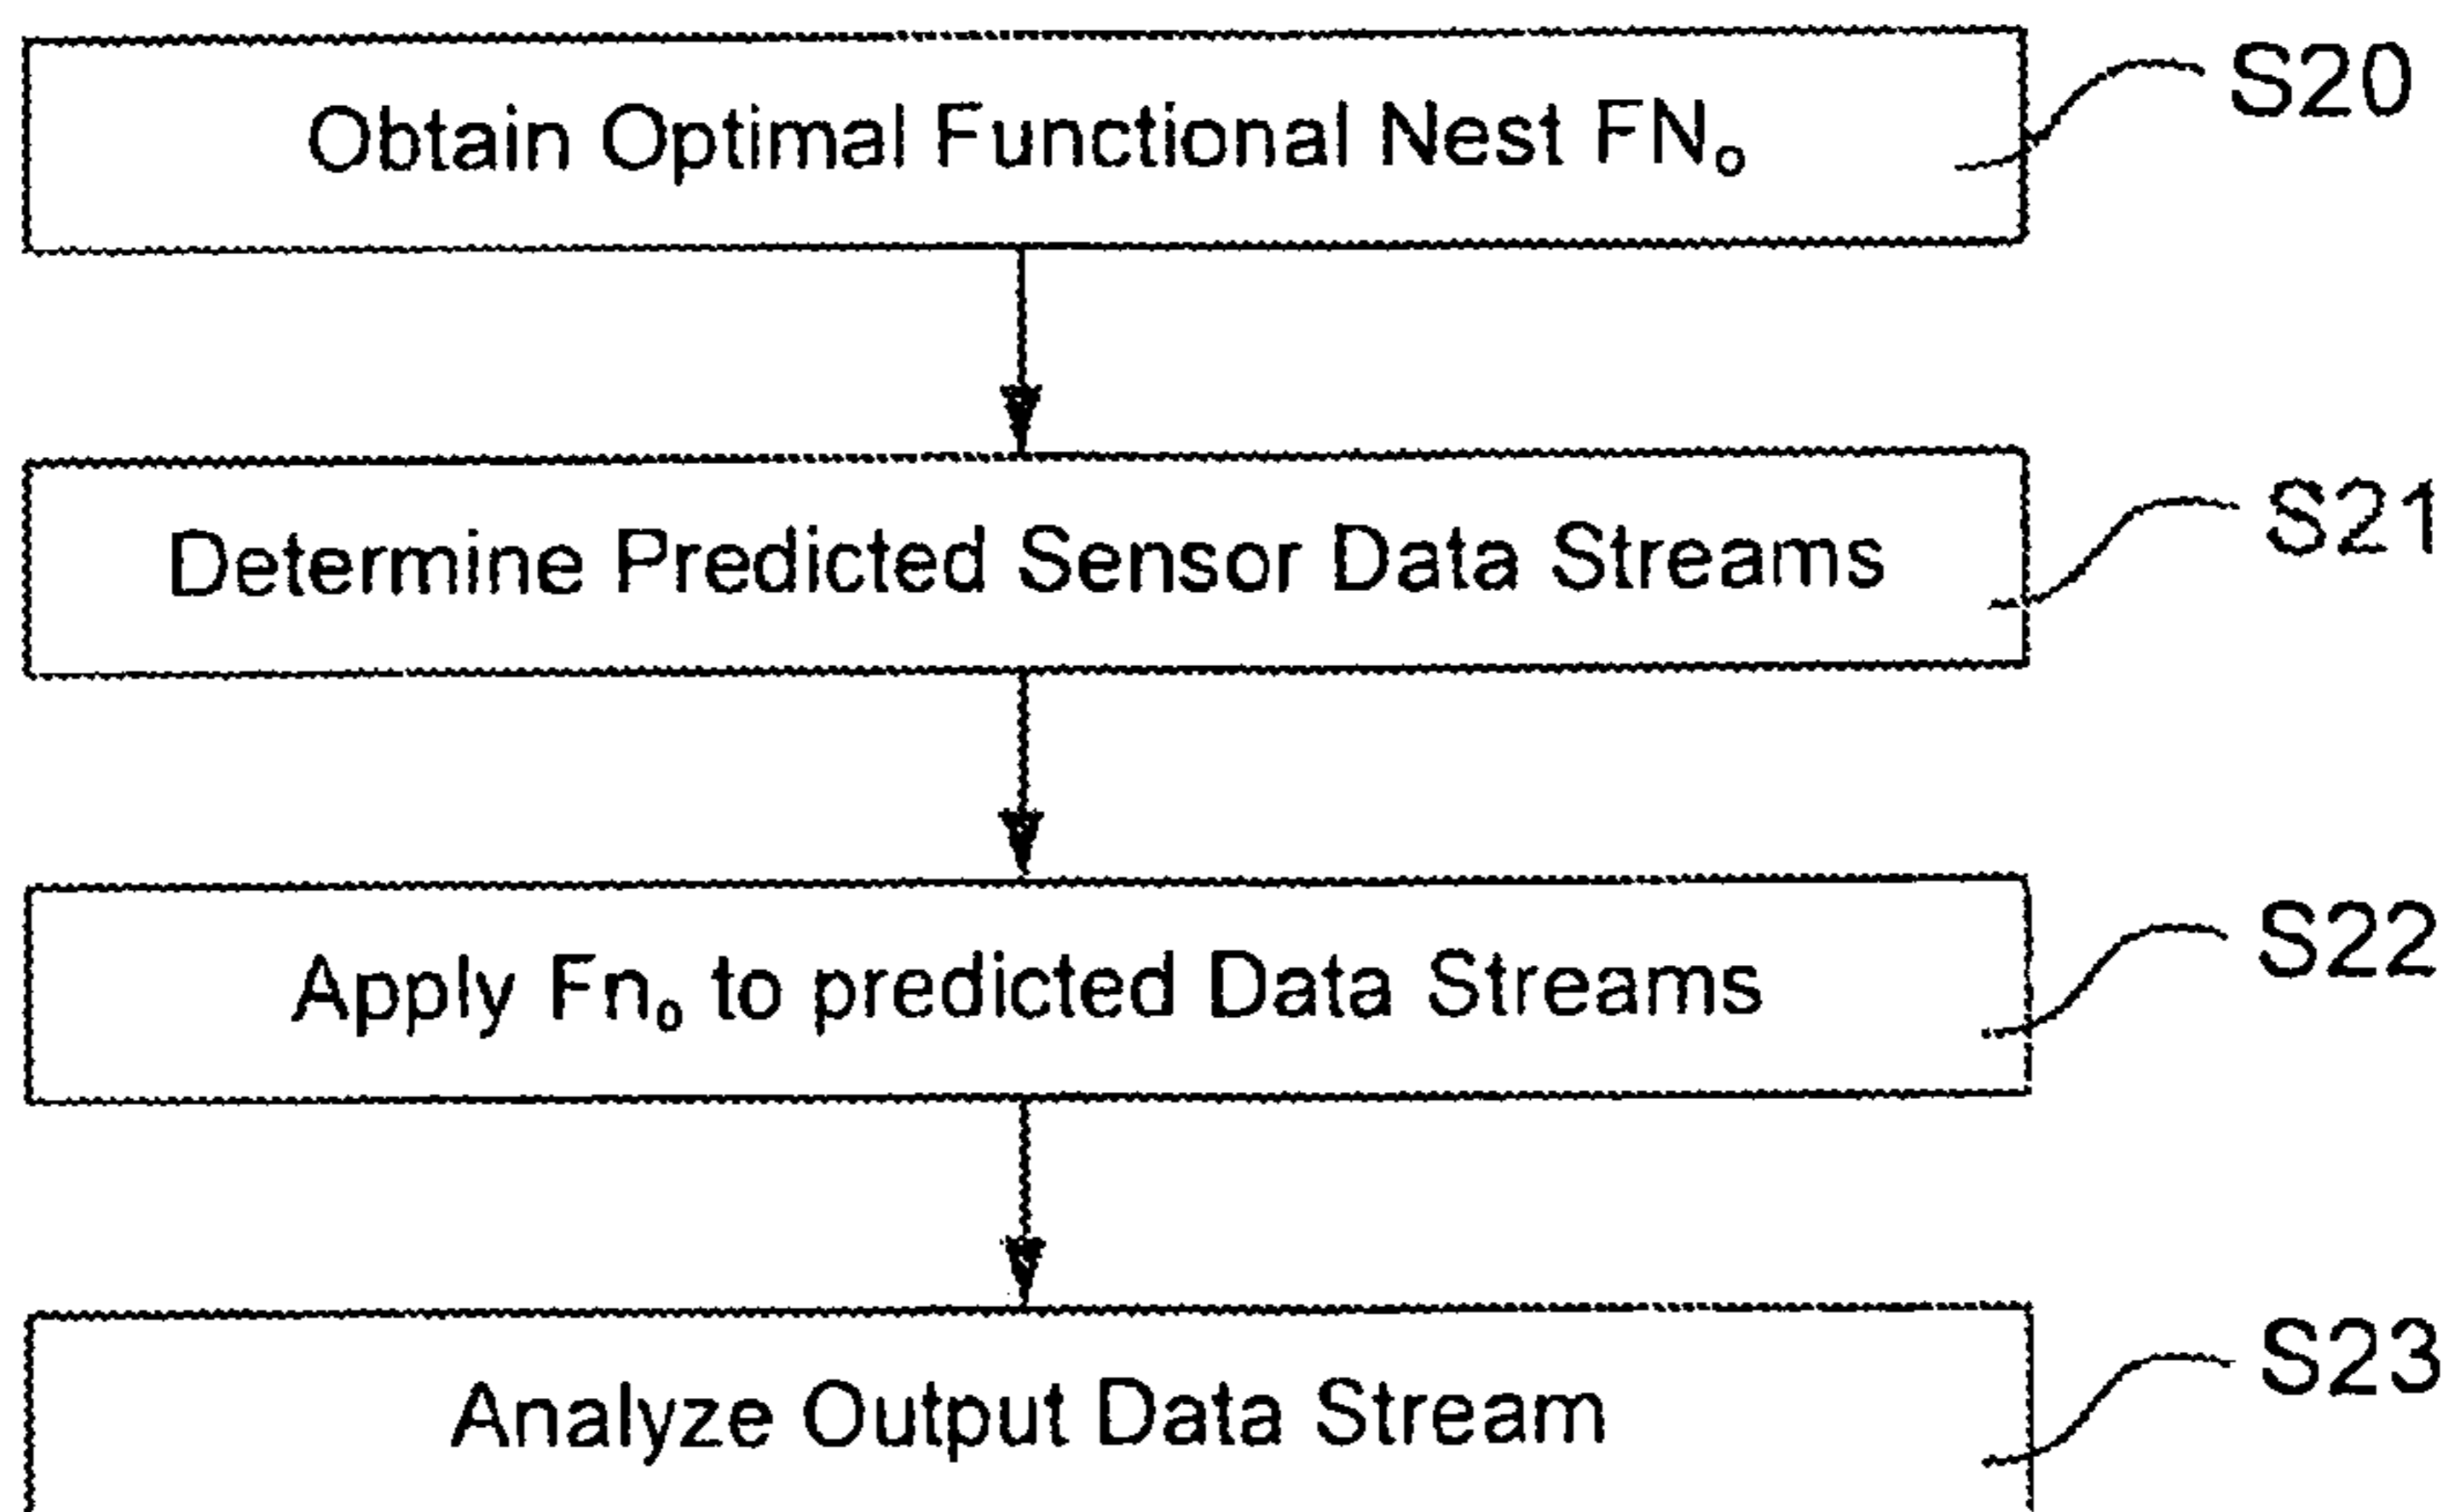 Obtain Optimal Functional Nest FNₒ
S20
Determine Predicted Sensor Data Streams
S21
Apply Fnₒ to predicted Data Streams
S22
Analyze Output Data Stream
S23